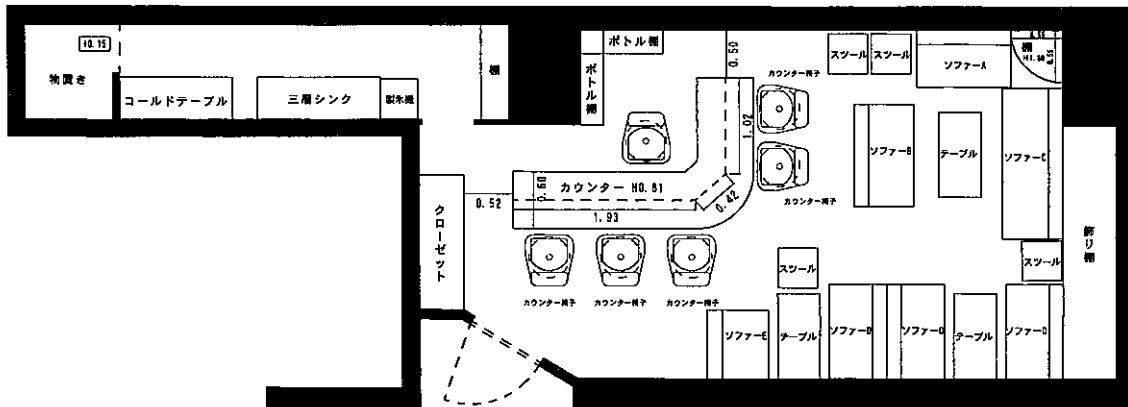 +0.15
物置き
コールドテーブル
三層シンク
製氷機
棚
ボトル棚
ボトル棚
0.50
カウンター椅子
1.02
カウンター椅子
スツール
スツール
ソファーA
棚
H1.50
ソファーB
テーブル
ソファーC
飾り棚
スツール
クローゼット
0.52
0.60
カウンター H0.81
1.93
0.42
カウンター椅子
カウンター椅子
カウンター椅子
スツール
ソファーE
テーブル
ソファーD
ソファーD
テーブル
ソファーD